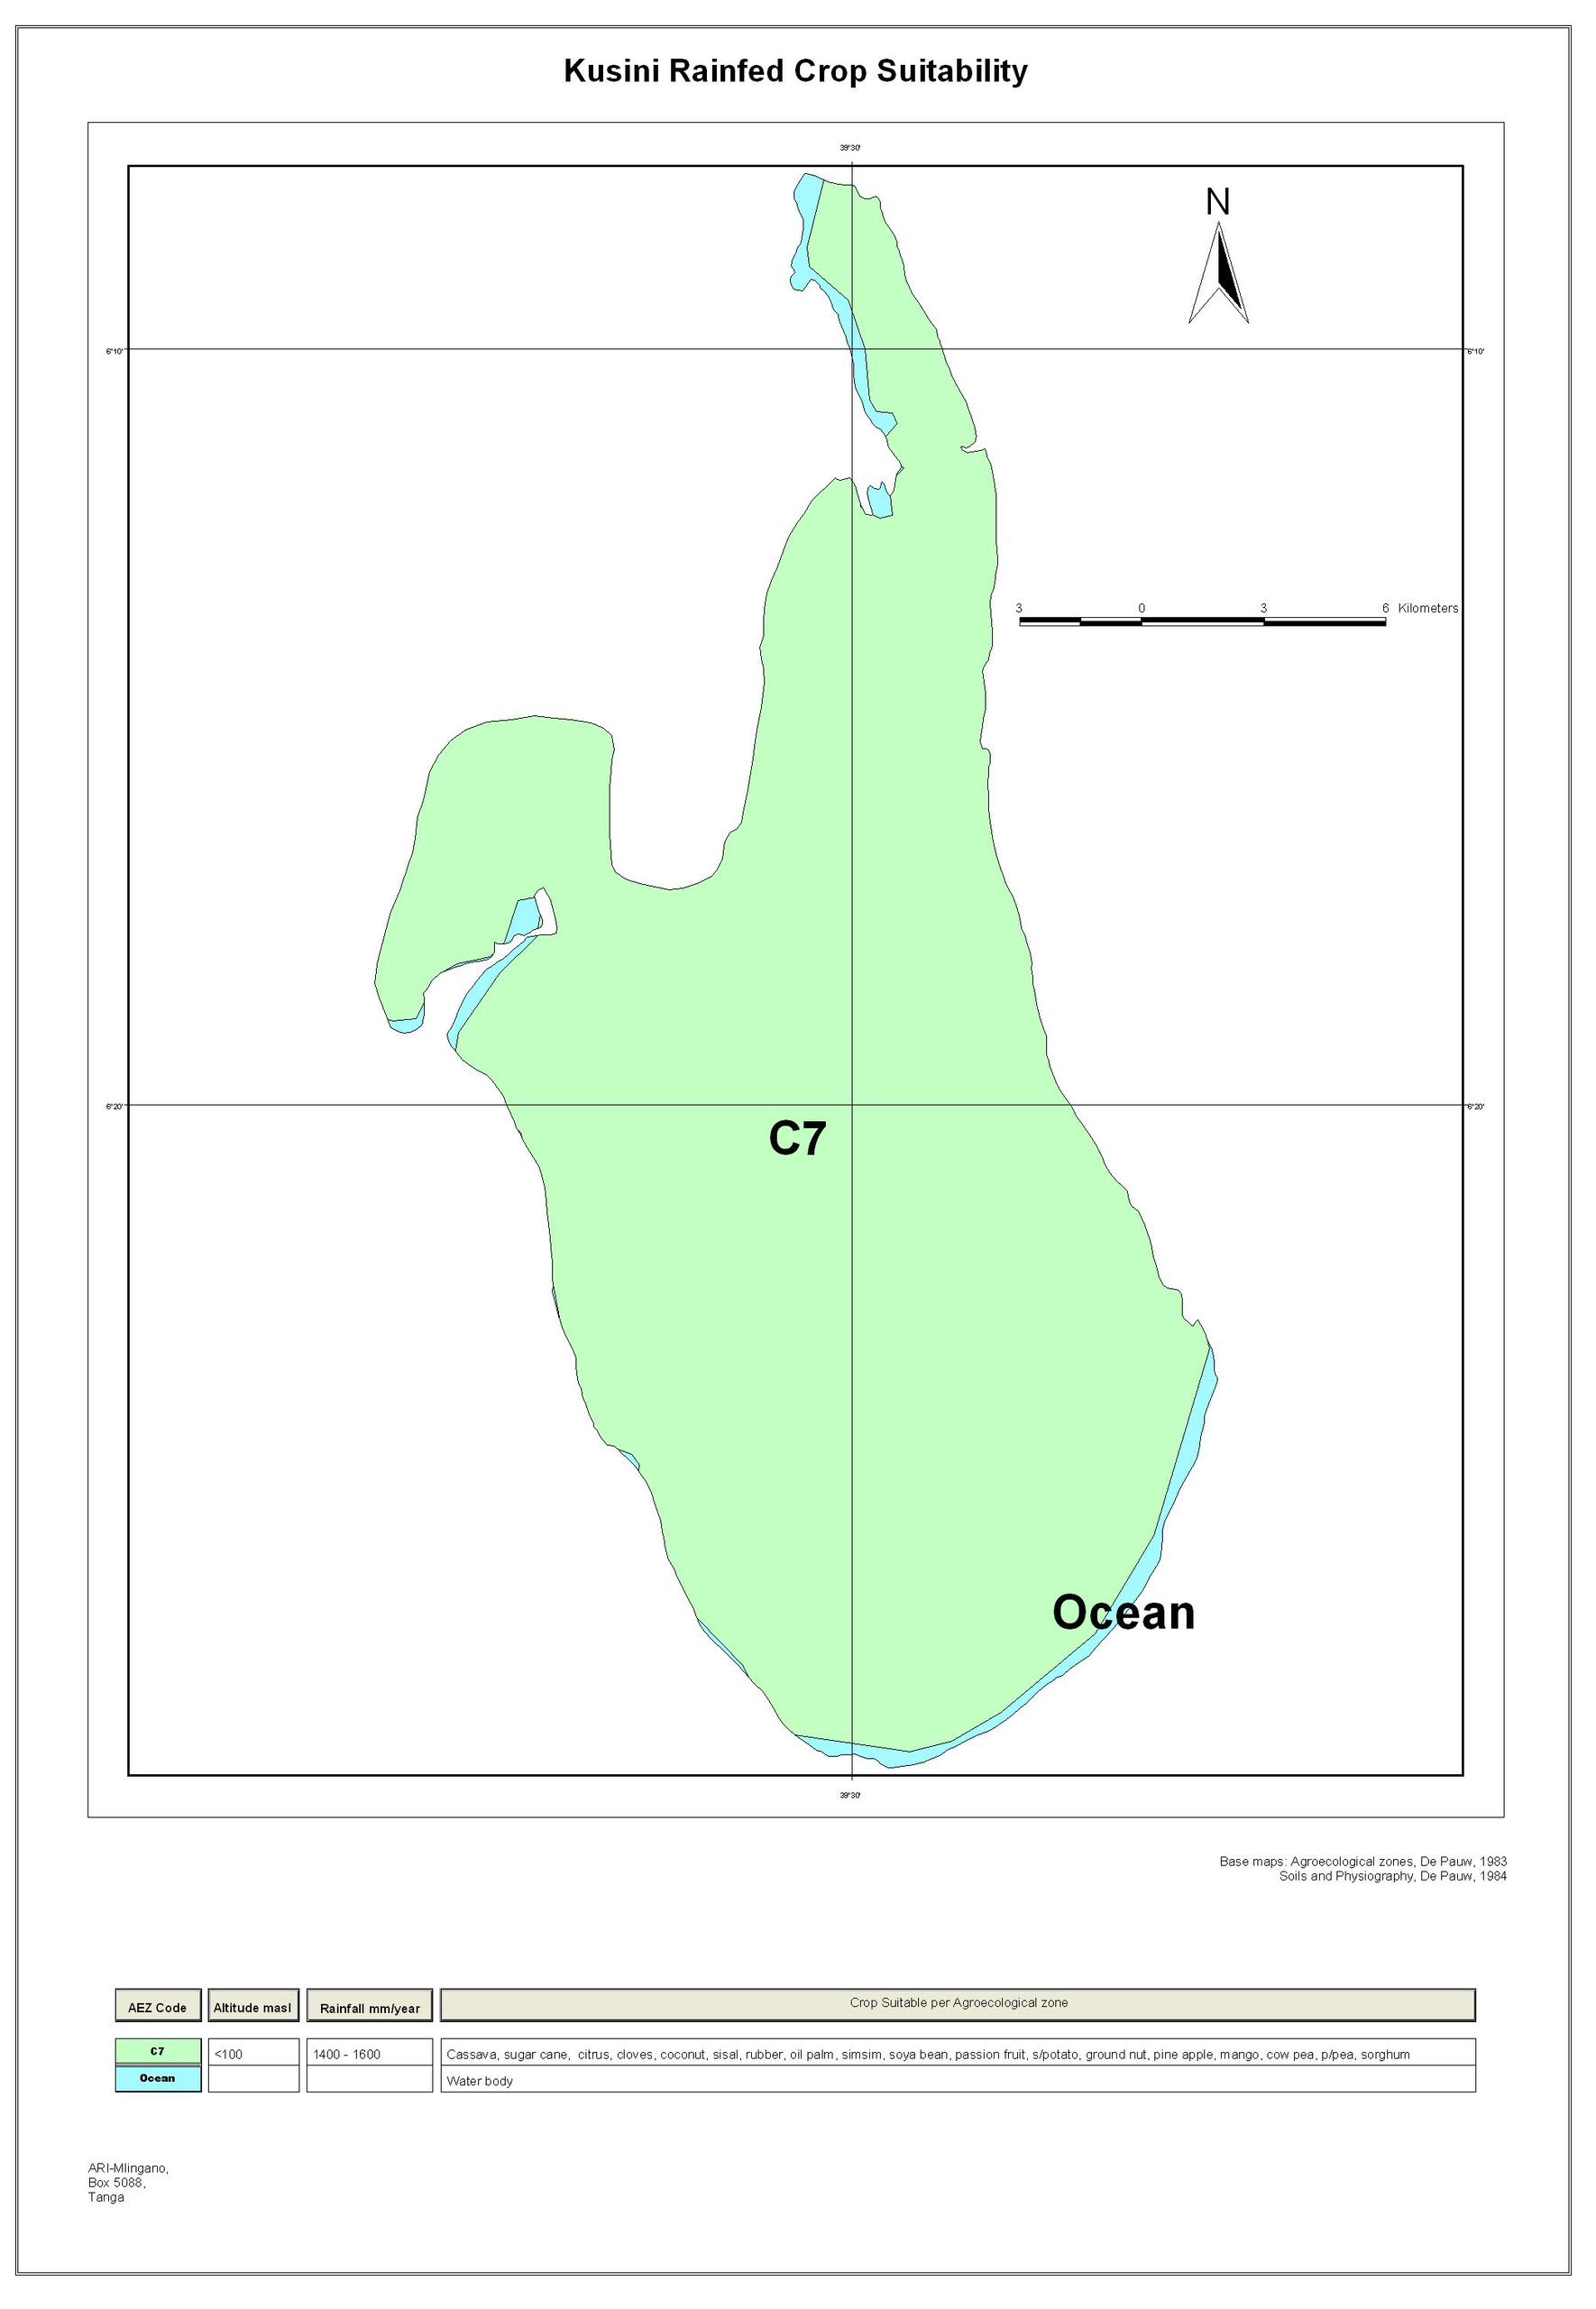 Kusini Rainfed Crop Suitability
39°30'
N
6°10'
6°10'
3 0 3 6 Kilometers
6°20'
6°20'
C7
Ocean
39°30'
Base maps: Agroecological zones, De Pauw, 1983
Soils and Physiography, De Pauw, 1984
AEZ Code Altitude masl Rainfall mm/year Crop Suitable per Agroecological zone
C7 <100 1400 - 1600 Cassava, sugar cane, citrus, cloves, coconut, sisal, rubber, oil palm, simsim, soya bean, passion fruit, s/potato, ground nut, pine apple, mango, cow pea, p/pea, sorghum
Ocean Water body
ARI-Mlingano,
Box 5088,
Tanga